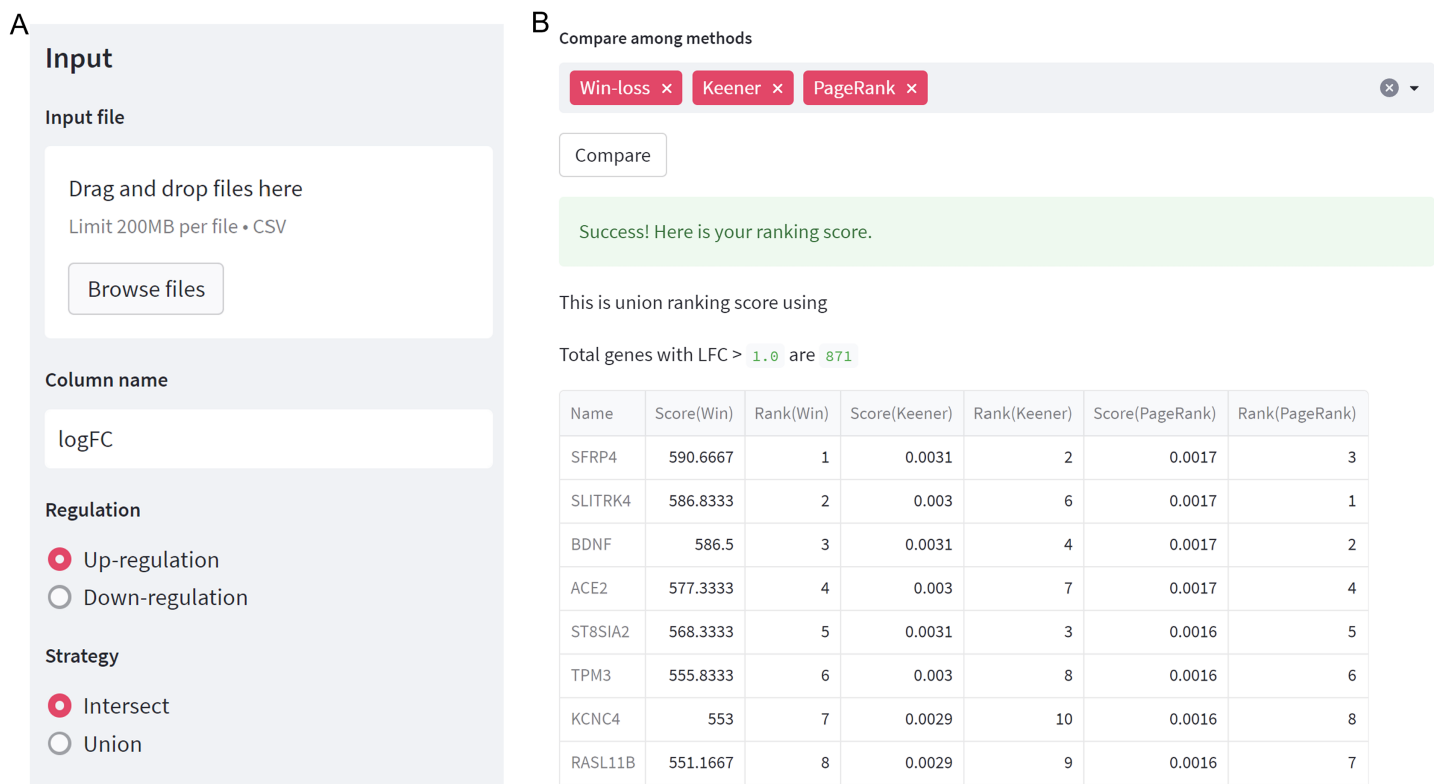 A
Input
Input file
Drag and drop files here
Limit 200MB per file • CSV
Browse files
Column name
logFC
Regulation
Up-regulation
Down-regulation
Strategy
Intersect
Union
B
Compare among methods
Win-loss × Keener × PageRank ×
Compare
Success! Here is your ranking score.
This is union ranking score using
Total genes with LFC > 1.0 are 871
Name Score(Win) Rank(Win) Score(Keener) Rank(Keener) Score(PageRank) Rank(PageRank)
SFRP4 590.6667 1 0.0031 2 0.0017 3
SLITRK4 586.8333 2 0.003 6 0.0017 1
BDNF 586.5 3 0.0031 4 0.0017 2
ACE2 577.3333 4 0.003 7 0.0017 4
ST8SIA2 568.3333 5 0.0031 3 0.0016 5
TPM3 555.8333 6 0.003 8 0.0016 6
KCNC4 553 7 0.0029 10 0.0016 8
RASL11B 551.1667 8 0.0029 9 0.0016 7